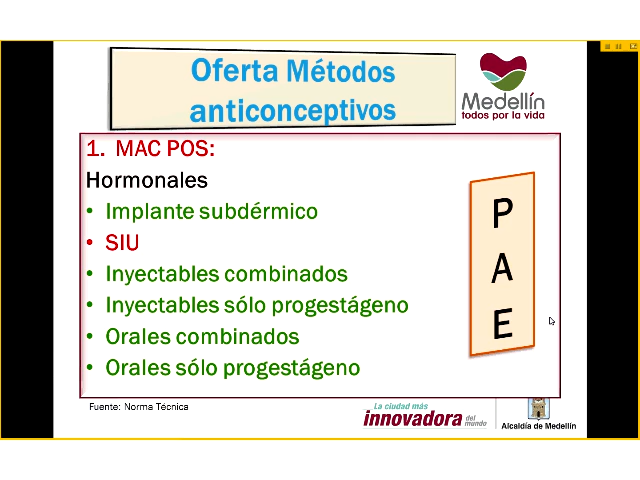 Oferta Métodos
anticonceptivos
Medellín
todos por la vida
1. MAC POS:
Hormonales
• Implante subdérmico
• SIU
• Inyectables combinados
• Inyectables sólo progestágeno
• Orales combinados
• Orales sólo progestágeno
P
A
E
Fuente: Norma Técnica
La ciudad más
innovadora del
mundo
Alcaldía de Medellín